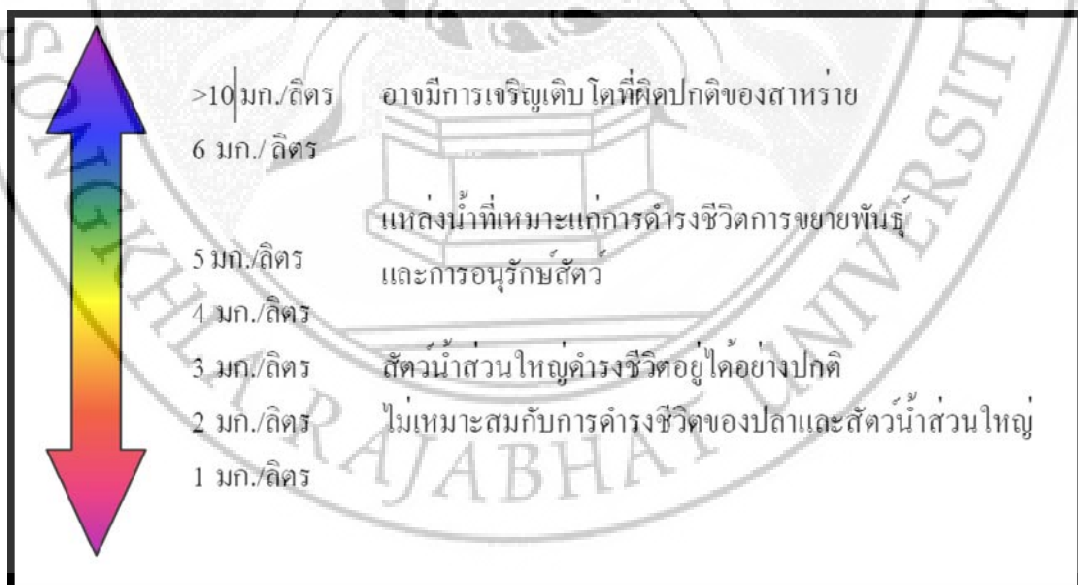 >10 มก./ลิตร อาจมีการเจริญเติบโตที่ผิดปกติของสาหร่าย
6 มก./ลิตร
แหล่งน้ำที่เหมาะแก่การดำรงชีวิตการขยายพันธุ์
5 มก./ลิตร
และการอนุรักษ์สัตว์
4 มก./ลิตร
3 มก./ลิตร สัตว์น้ำส่วนใหญ่ดำรงชีวิตอยู่ได้อย่างปกติ
2 มก./ลิตร ไม่เหมาะสมกับการดำรงชีวิตของปลาและสัตว์น้ำส่วนใหญ่
1 มก./ลิตร
SONGKHLA RAJABHAT UNIVERSITY